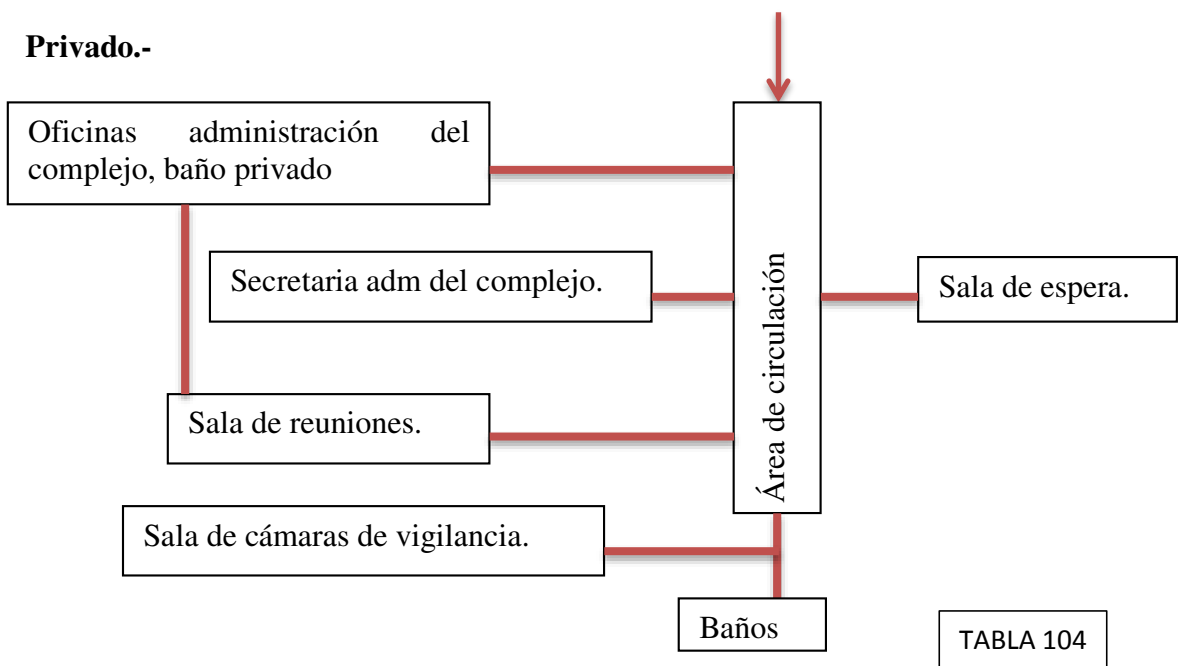 Privado.-
Oficinas administración del
complejo, baño privado
Secretaria adm del complejo.
Área de circulación
Sala de espera.
Sala de reuniones.
Sala de cámaras de vigilancia.
Baños
TABLA 104